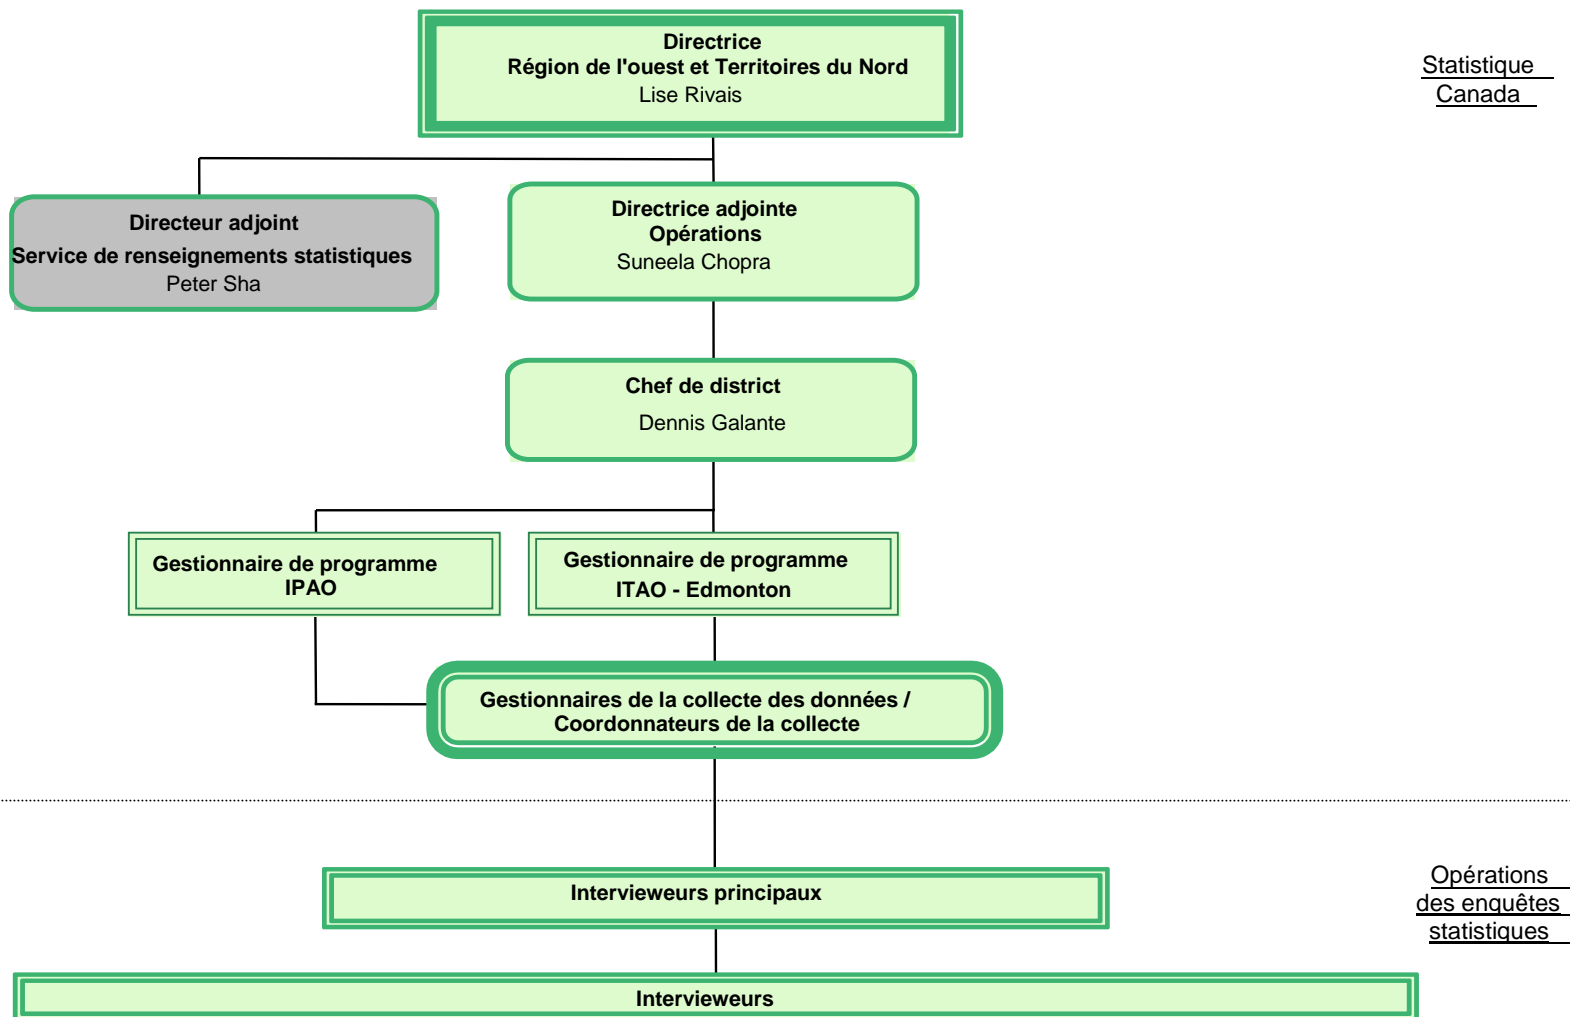 Directrice
Région de l'ouest et Territoires du Nord
Lise Rivais
Statistique
Canada
Directeur adjoint
Service de renseignements statistiques
Peter Sha
Directrice adjointe
Opérations
Suneela Chopra
Chef de district
Dennis Galante
Gestionnaire de programme
IPAO
Gestionnaire de programme
ITAO - Edmonton
Gestionnaires de la collecte des données /
Coordonnateurs de la collecte
Intervieweurs principaux
Opérations
des enquêtes
statistiques
Intervieweurs